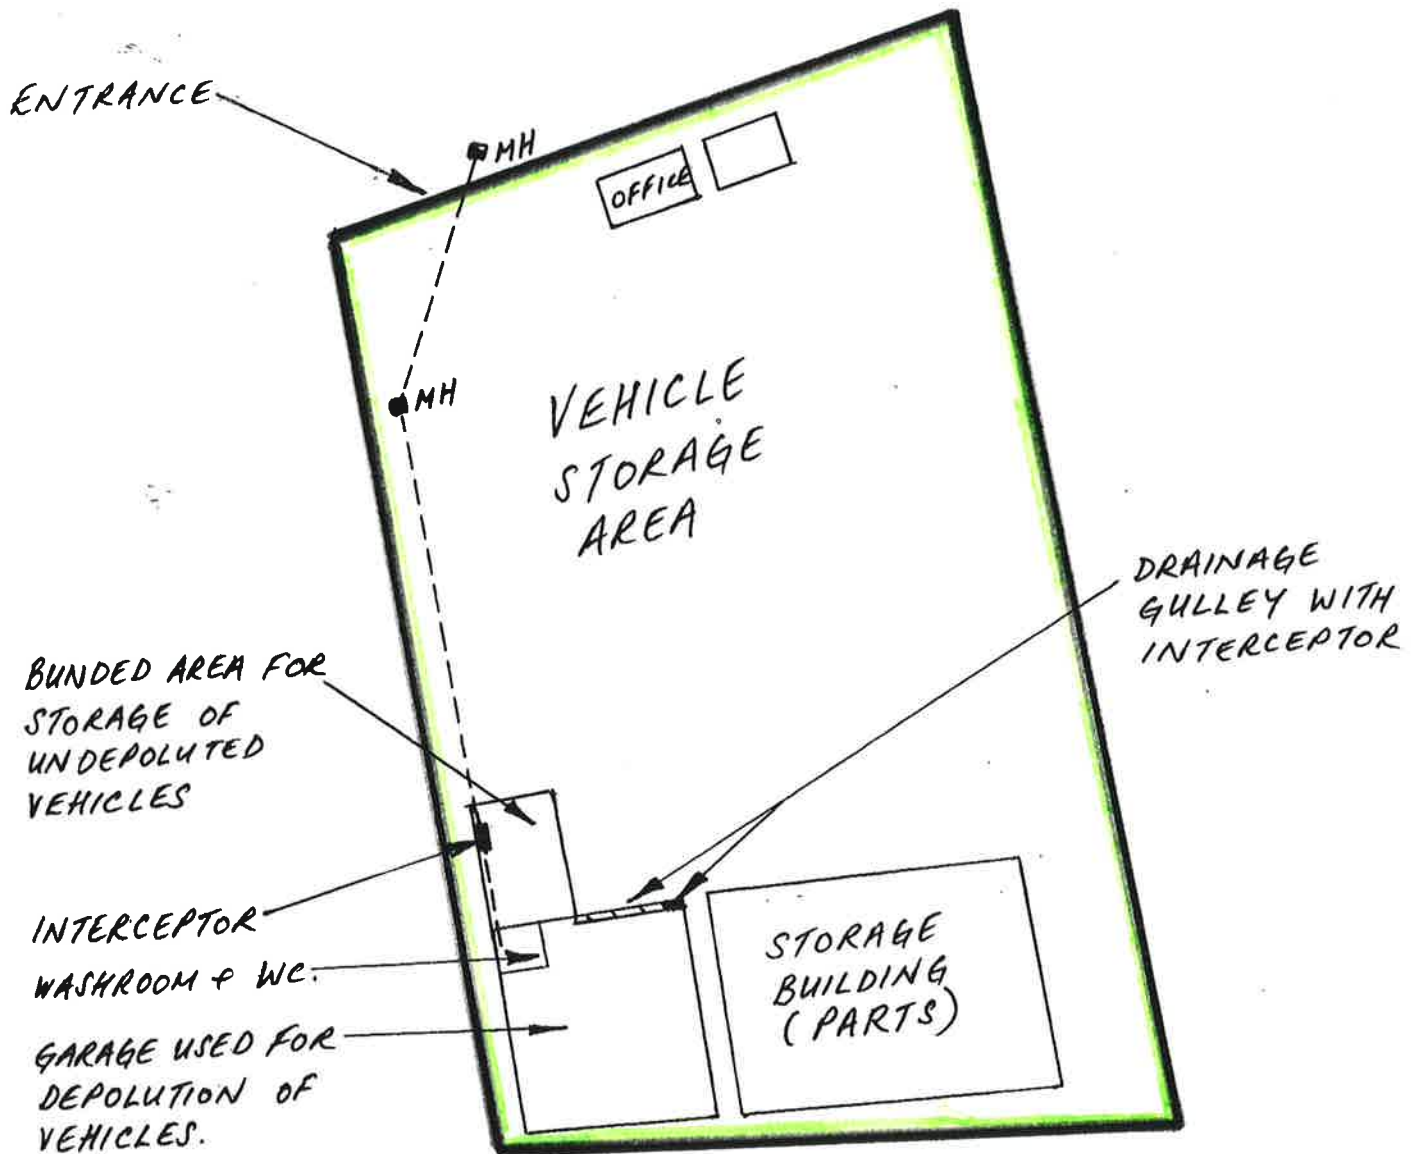 ENTRANCE
MH
OFFICE
MH
VEHICLE
STORAGE
AREA
DRAINAGE
GULLEY WITH
INTERCEPTOR
BUNDED AREA FOR
STORAGE OF
UNDEPOLUTED
VEHICLES
INTERCEPTOR
WASHROOM & WC.
GARAGE USED FOR
DEPOLUTION OF
VEHICLES.
STORAGE
BUILDING
(PARTS)